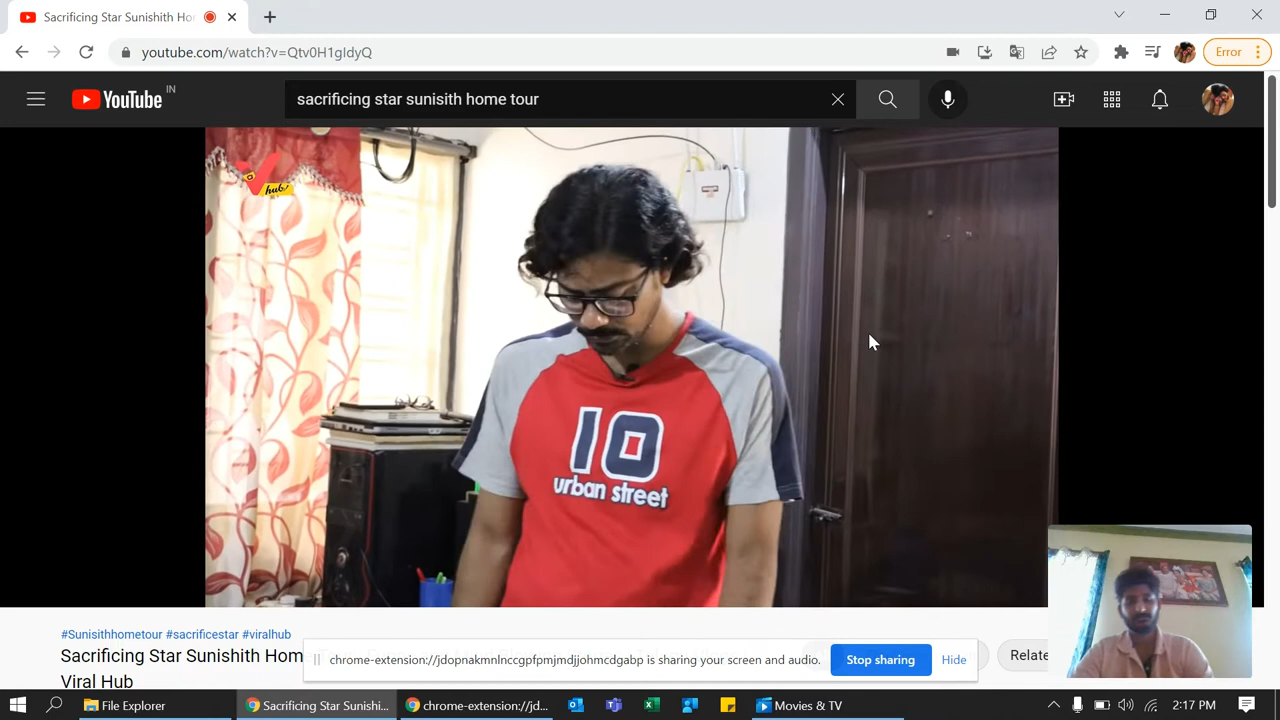 Sacrificing Star Sunishith Ho
youtube.com/watch?v=Qtv0H1gIdyQ
Error
YouTube IN
sacrificing star sunisith home tour
hub
10
urban street
#Sunisithhometour #sacrificestar #viralhub
Sacrificing Star Sunishith Hom
Viral Hub
chrome-extension://jdopnakmnlnccgpfpmjmdjjohmcdgabp is sharing your screen and audio.
Stop sharing
Hide
Relate
File Explorer
Sacrificing Star Sunishi...
chrome-extension://jd...
Movies & TV
2:17 PM